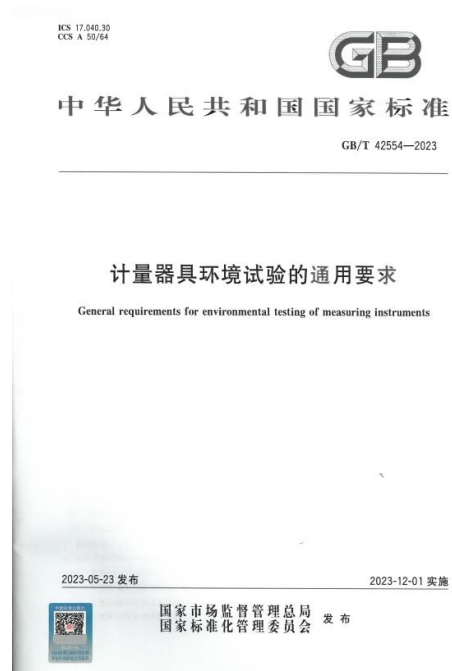 ICS 17.040.30
CCS A 50/64
GB
中华人民共和国国家标准
GB/T 42554—2023
计量器具环境试验的通用要求
General requirements for environmental testing of measuring instruments
2023-05-23 发布
2023-12-01 实施
国家市场监督管理总局
国家标准化管理委员会
发布